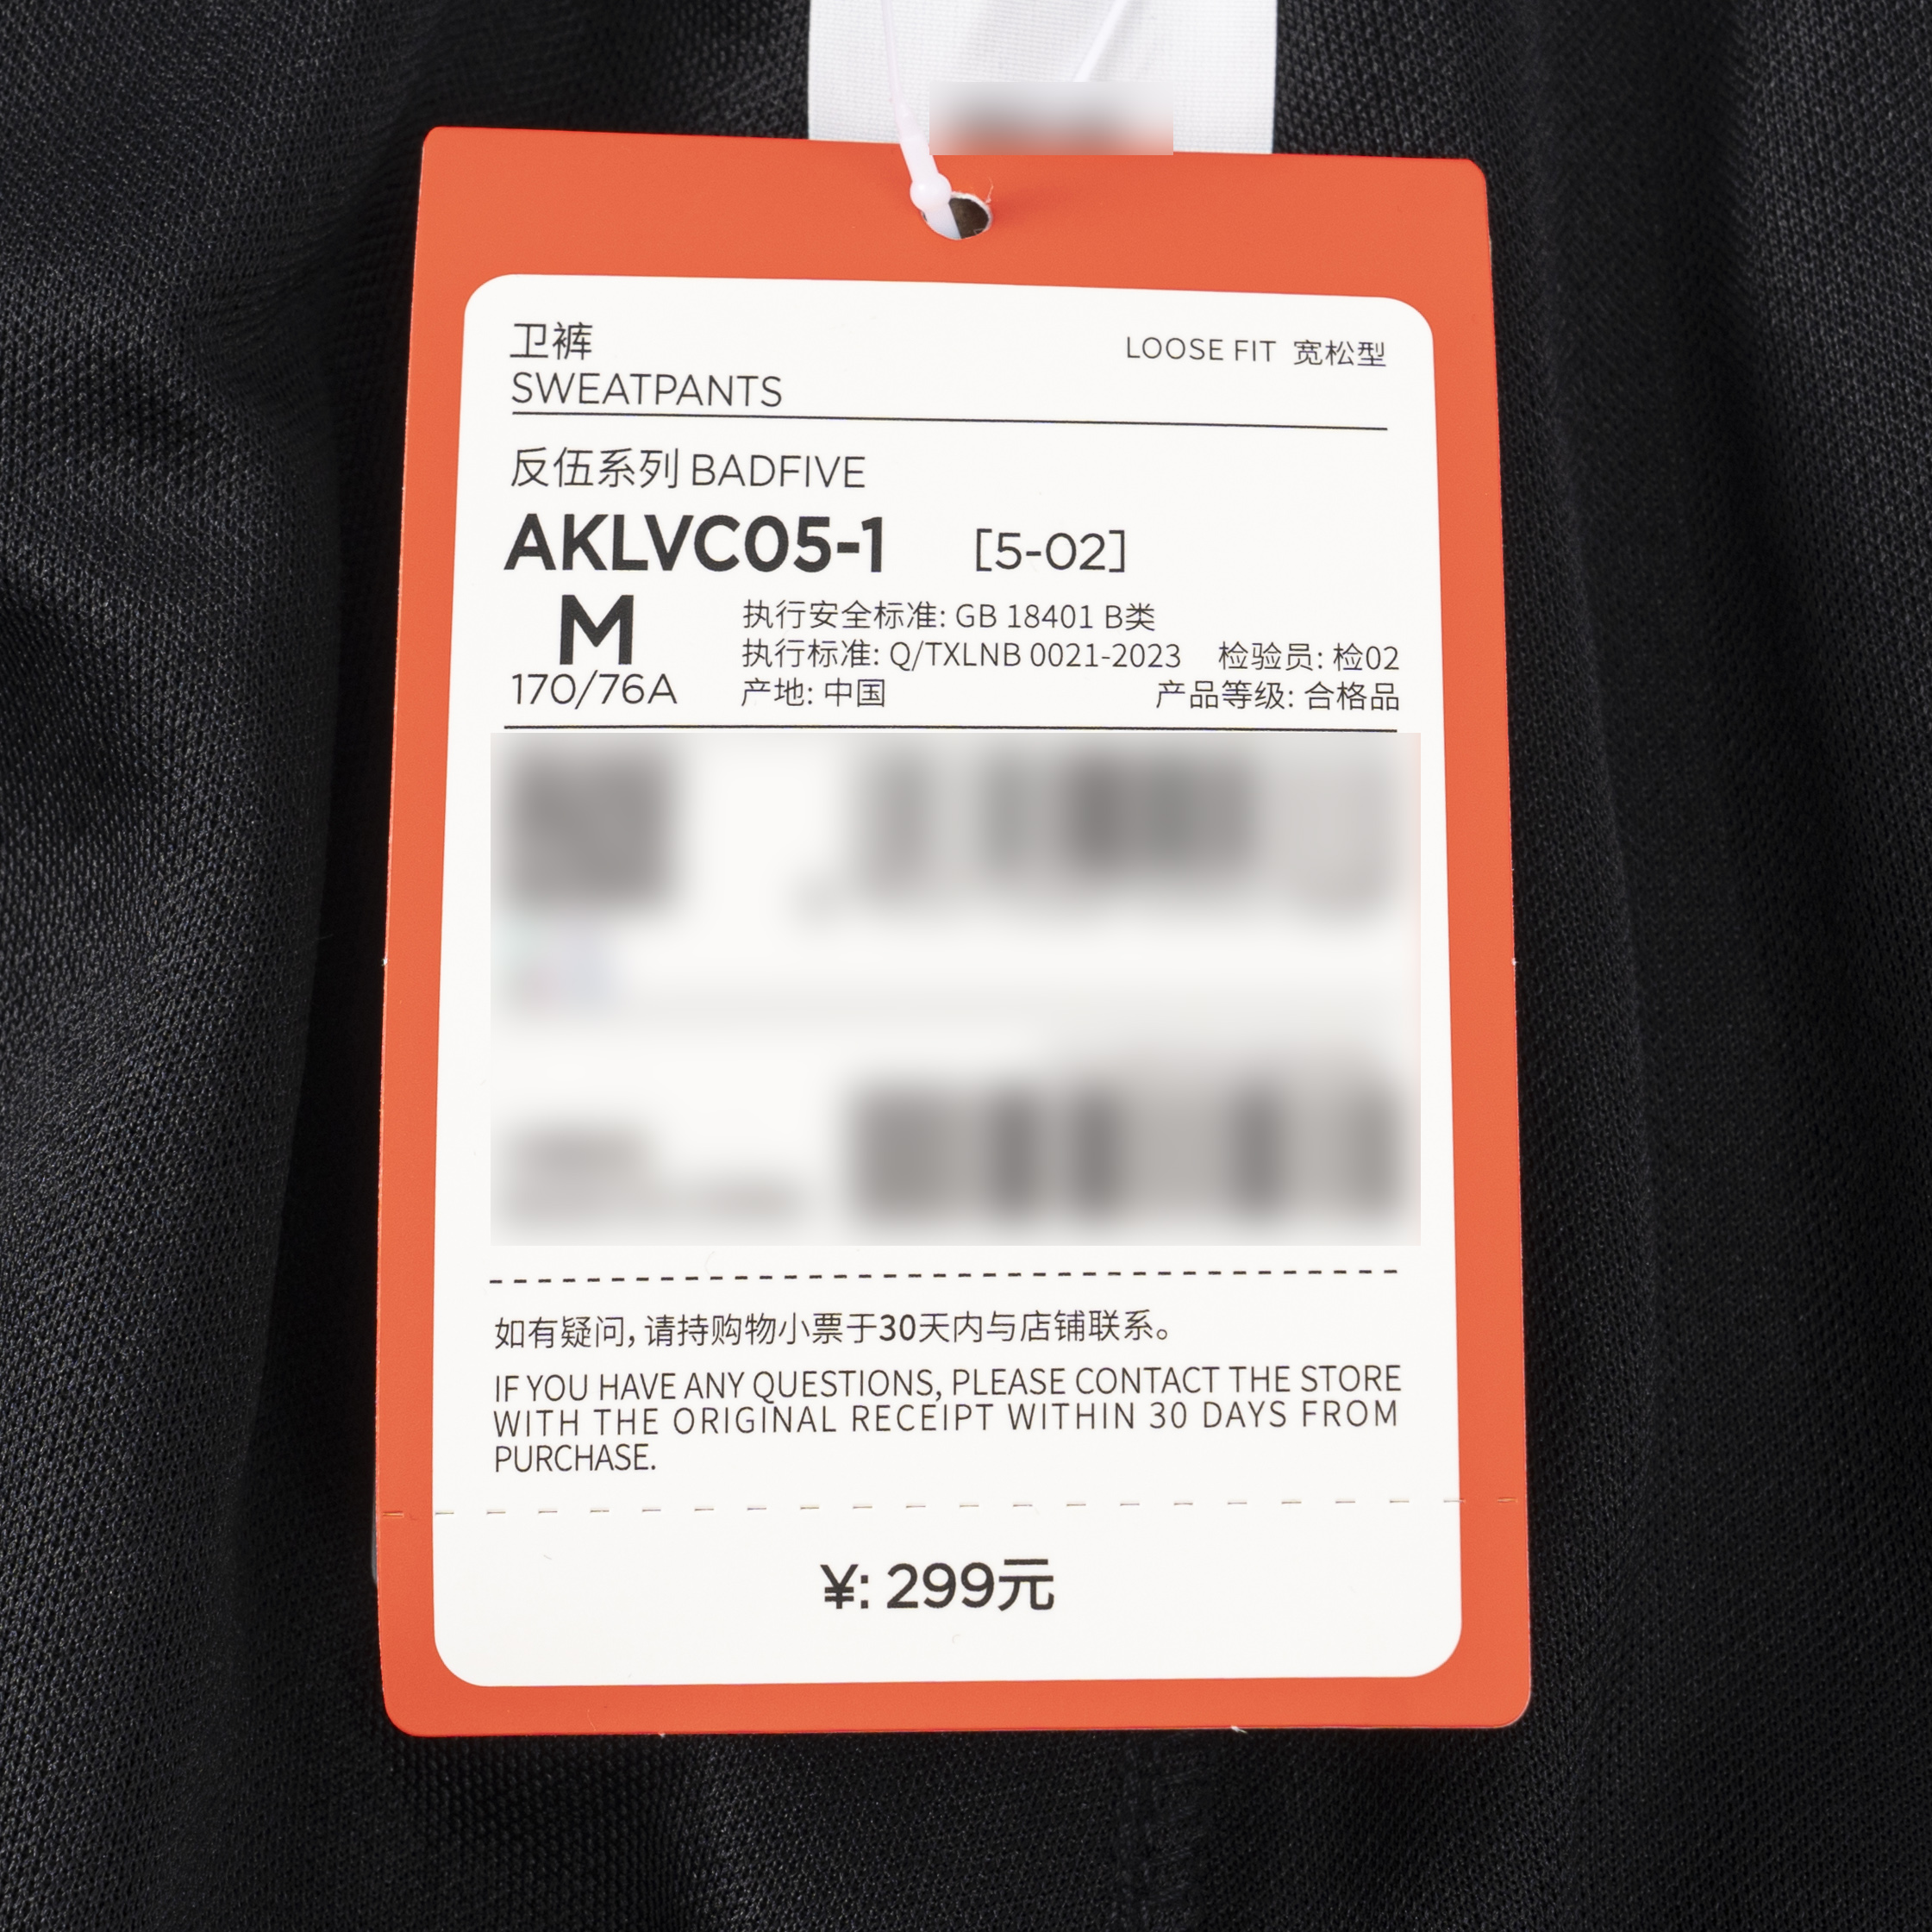 卫裤
LOOSE FIT 宽松型
SWEATPANTS
反伍系列 BADFIVE
AKLVC05-1 [5-02]
M
170/76A
执行安全标准: GB 18401 B类
执行标准: Q/TXLNB 0021-2023 检验员: 检02
产地: 中国 产品等级: 合格品
如有疑问,请持购物小票于30天内与店铺联系。
IF YOU HAVE ANY QUESTIONS, PLEASE CONTACT THE STORE
WITH THE ORIGINAL RECEIPT WITHIN 30 DAYS FROM
PURCHASE.
¥: 299元